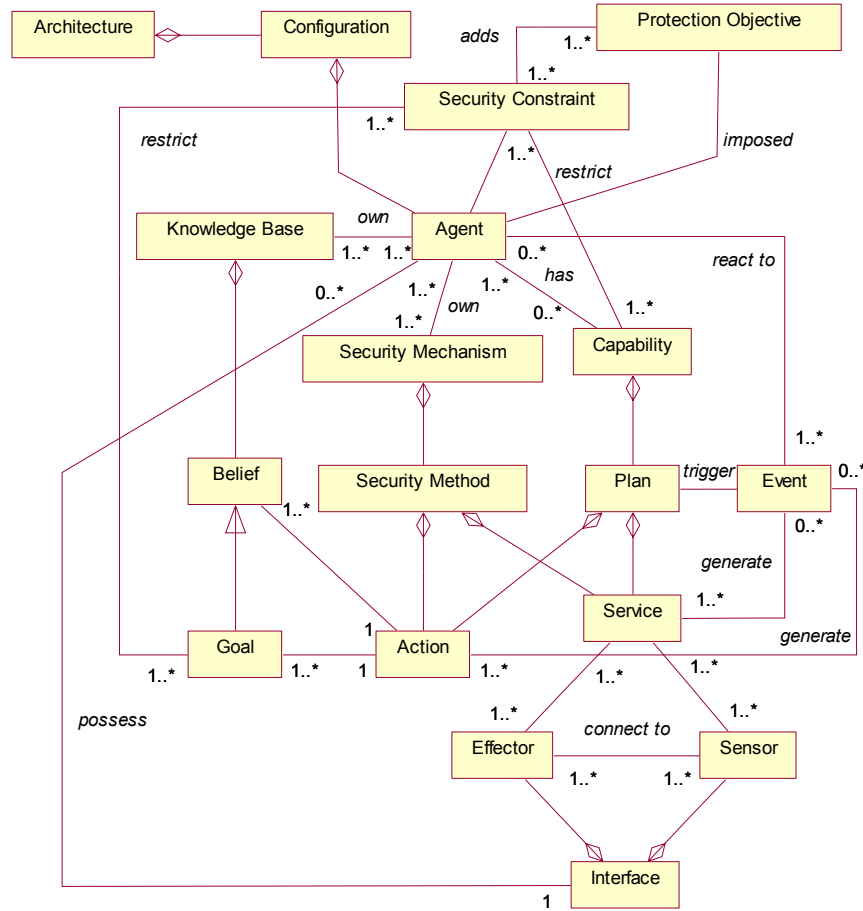 Architecture
Configuration
Protection Objective
adds
1..*
1..*
Security Constraint
1..*
restrict
1..*
restrict
imposed
Knowledge Base
own
Agent
1..*
1..*
0..*
react to
0..*
1..*
1..*
has
1..*
own
0..*
1..*
Security Mechanism
Capability
1..*
Belief
Security Method
Plan
trigger
Event
0..*
1..*
0..*
generate
Service
1..*
1
Goal
Action
generate
1..*
1..*
1
1..*
1..*
1..*
possess
1..*
1..*
Effector
connect to
Sensor
1..*
1..*
Interface
1